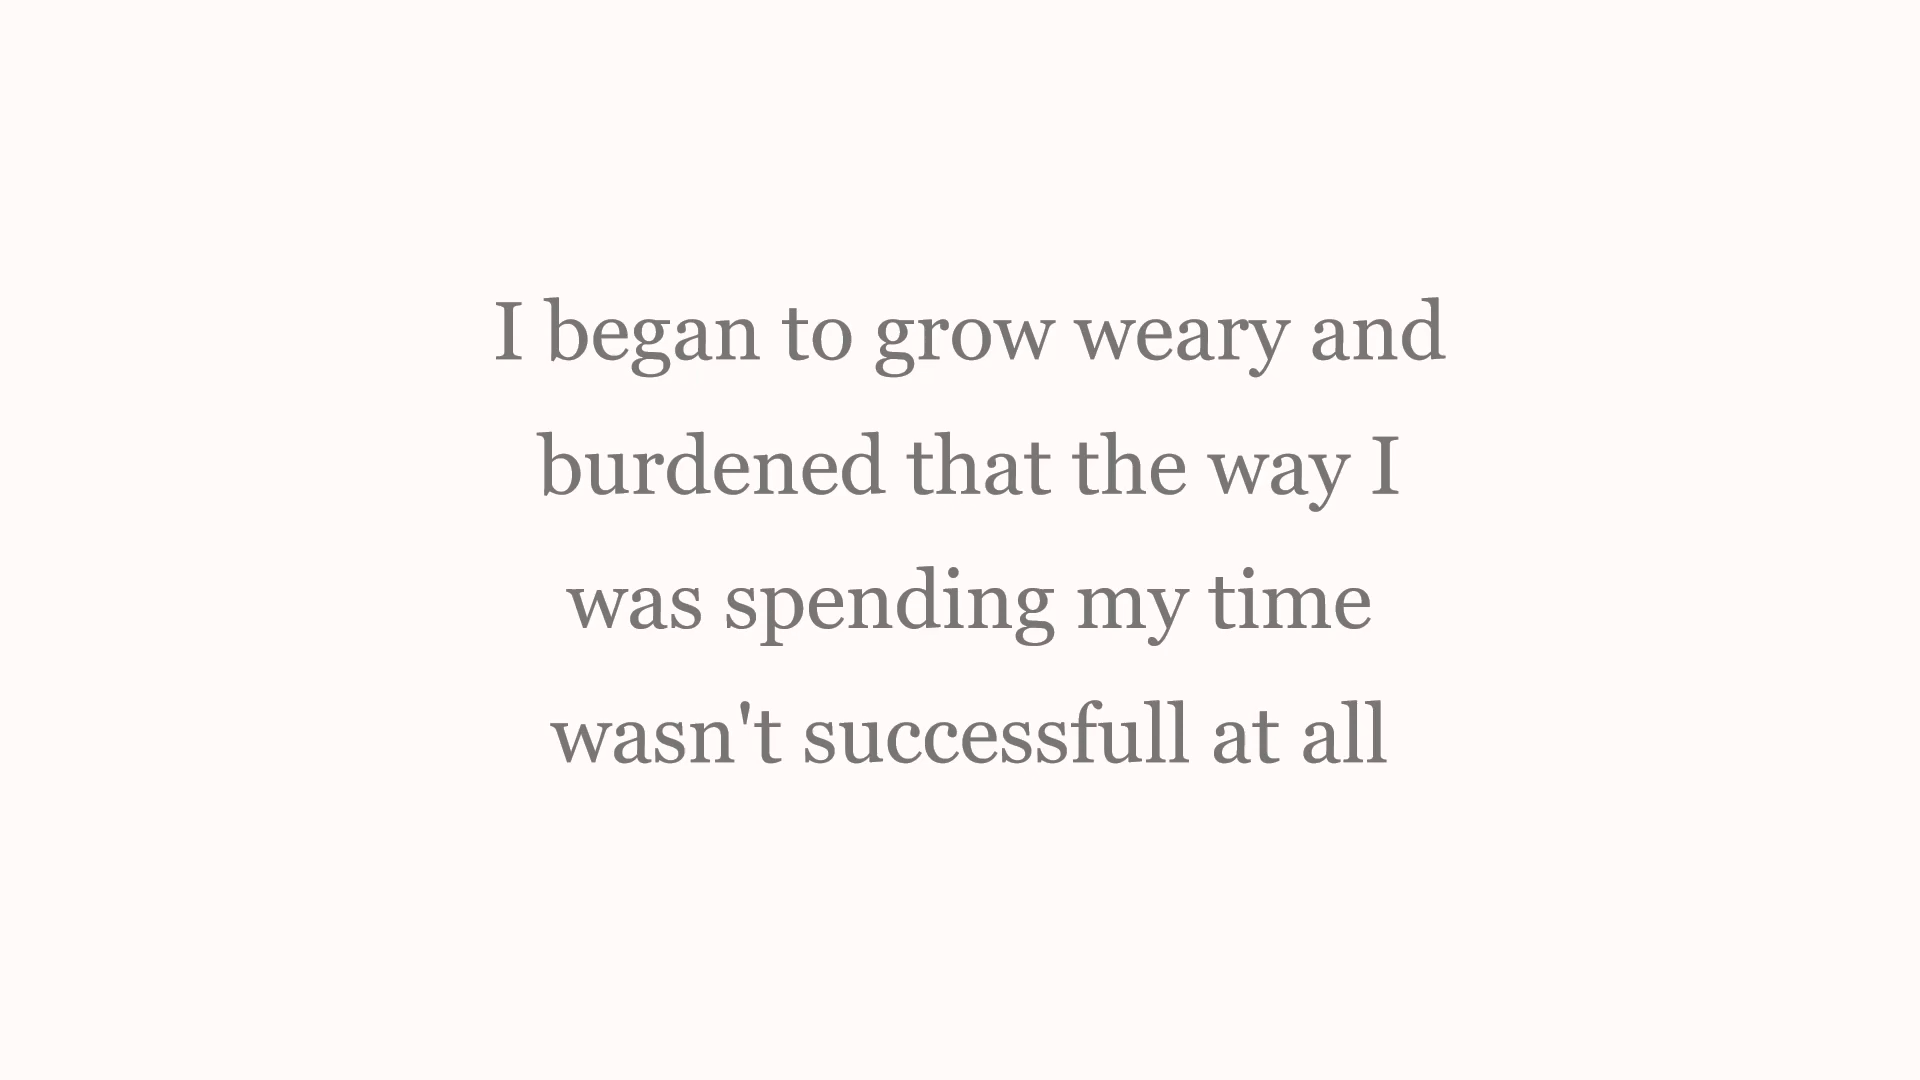 I began to grow weary and
burdened that the way I
was spending my time
wasn't successfull at all